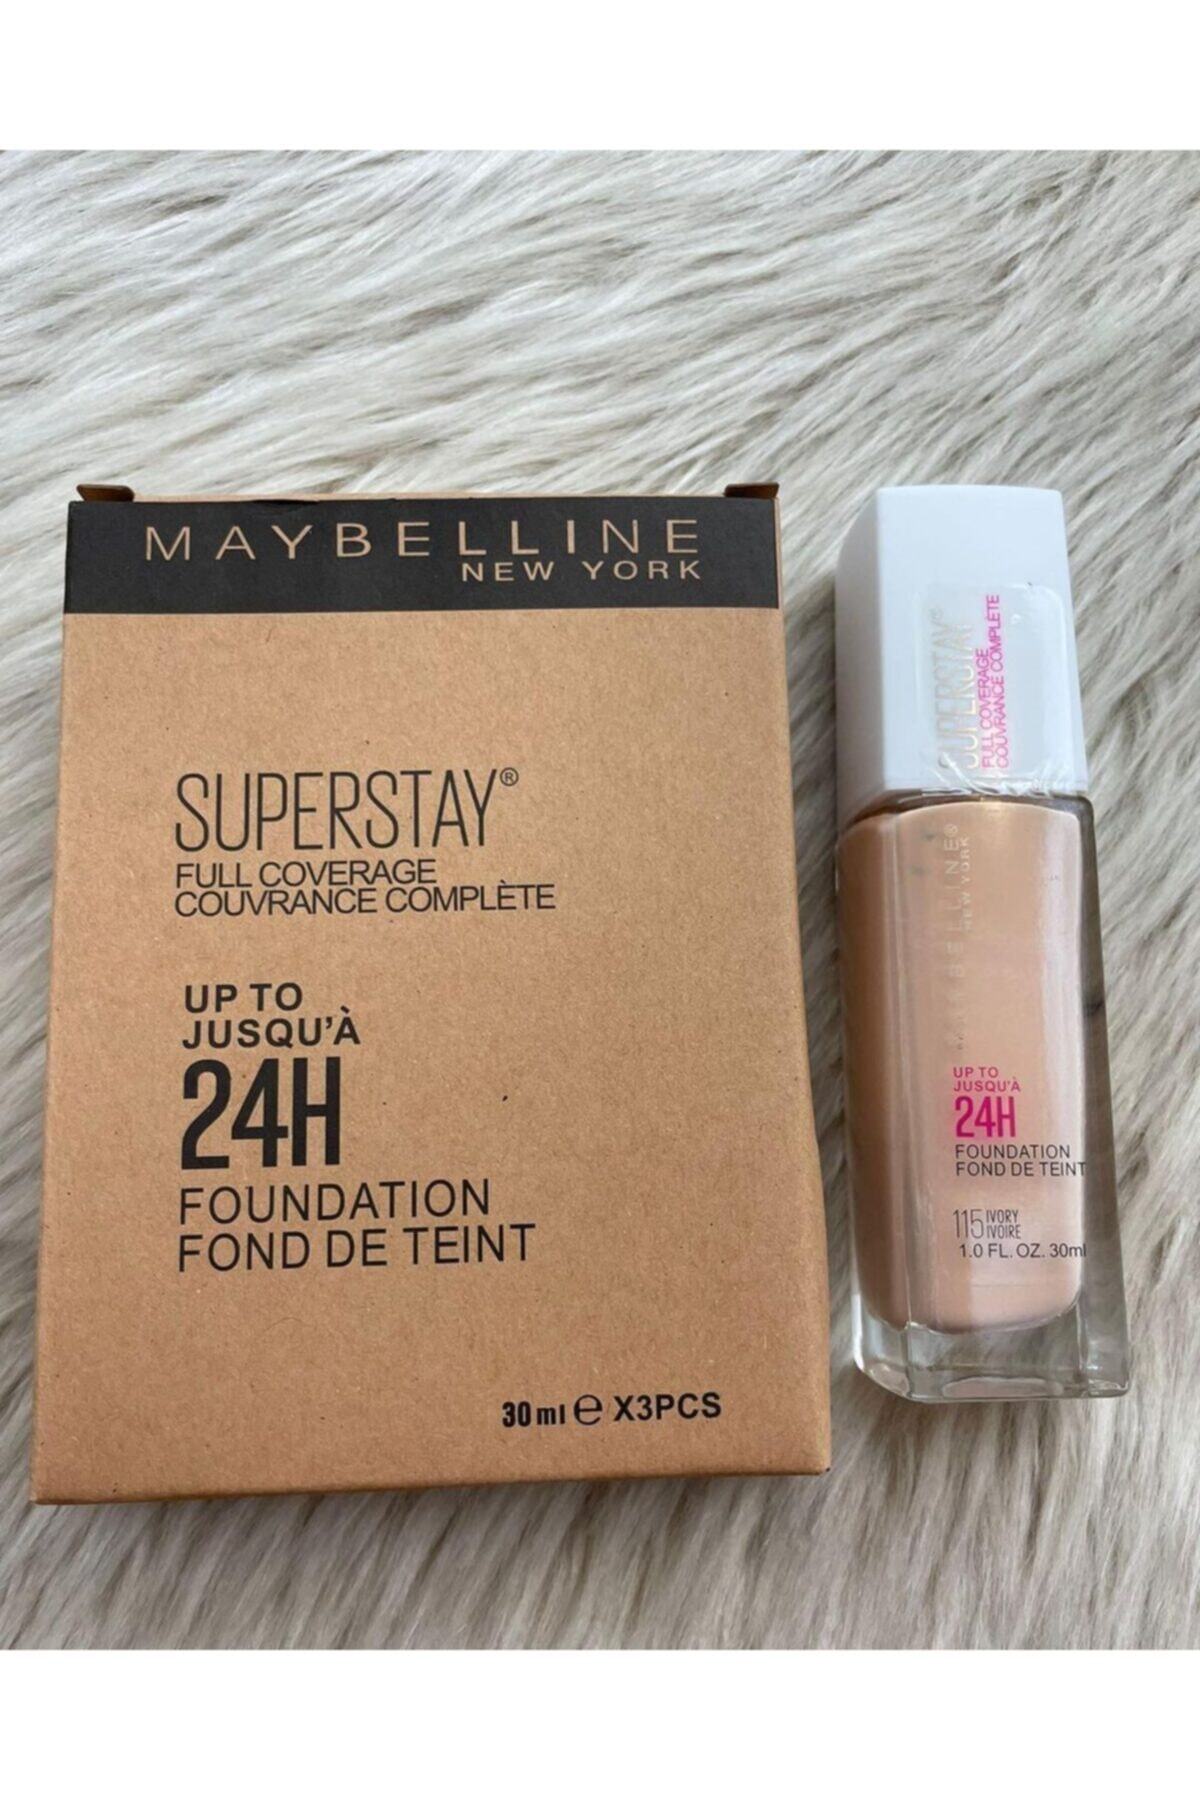 MAYBELLINE
NEW YORK
SUPERSTAY®
FULL COVERAGE
COUVRANCE COMPLÈTE
UP TO
JUSQU'À
24H
FOUNDATION
FOND DE TEINT
30 ml ℮ X3PCS
SUPERSTAY®
FULL COVERAGE
COUVRANCE COMPLÈTE
MAYBELLINE®
NEW YORK
UP TO
JUSQU'À
24H
FOUNDATION
FOND DE TEINT
115 IVORY
IVOIRE
1.0 FL. OZ. 30ml